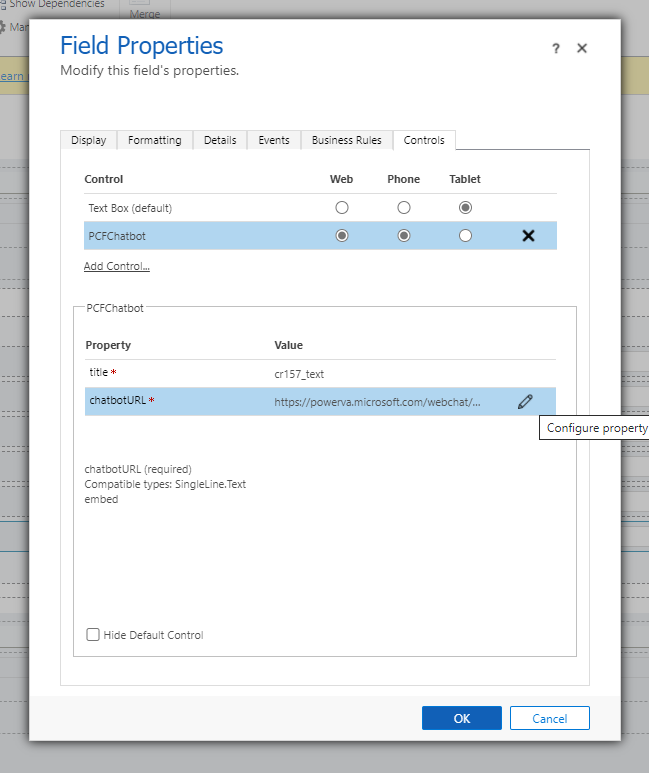 Show Dependencies
Merge
Man
earn
Field Properties
? ×
Modify this field's properties.
Display Formatting Details Events Business Rules Controls
Control Web Phone Tablet
Text Box (default)
PCFChatbot
Add Control...
PCFChatbot
Property Value
title * cr157_text
chatbotURL * https://powerva.microsoft.com/webchat/...
Configure property
chatbotURL (required)
Compatible types: SingleLine.Text
embed
Hide Default Control
OK Cancel